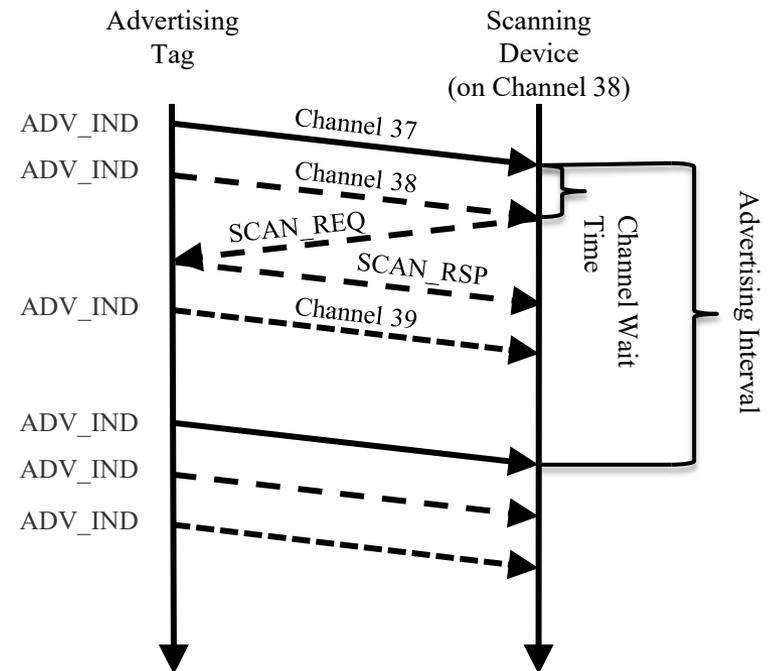 Advertising
Tag
Scanning
Device
(on Channel 38)
ADV_IND
Channel 37
ADV_IND
Channel 38
SCAN_REQ
SCAN_RSP
ADV_IND
Channel 39
Channel Wait
Time
Advertising Interval
ADV_IND
ADV_IND
ADV_IND